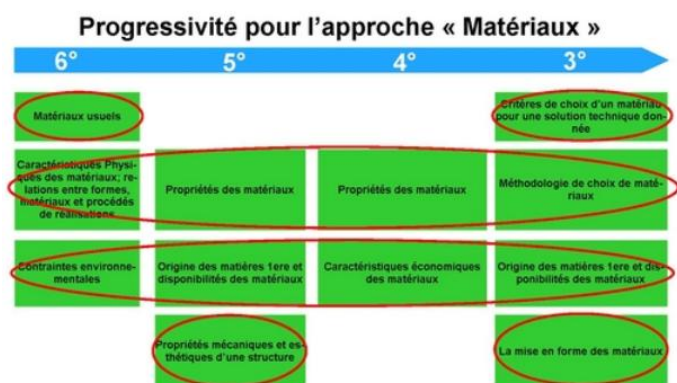 Progressivité pour l'approche « Matériaux »
6° 5° 4° 3°
Matériaux usuels
Critères de choix d'un matériau
pour une solution technique don-
née
Caractéristiques Physi-
ques des matériaux; re-
lations entre formes,
matériaux et procédés
de réalisations
Propriétés des matériaux
Propriétés des matériaux
Méthodologie de choix de maté-
riaux
Contraintes environne-
mentales
Origine des matières 1ere et
disponibilités des matériaux
Caractéristiques économiques
des matériaux
Origine des matières 1ere et dis-
ponibilités des matériaux
Propriétés mécaniques et es-
thétiques d'une structure
La mise en forme des matériaux